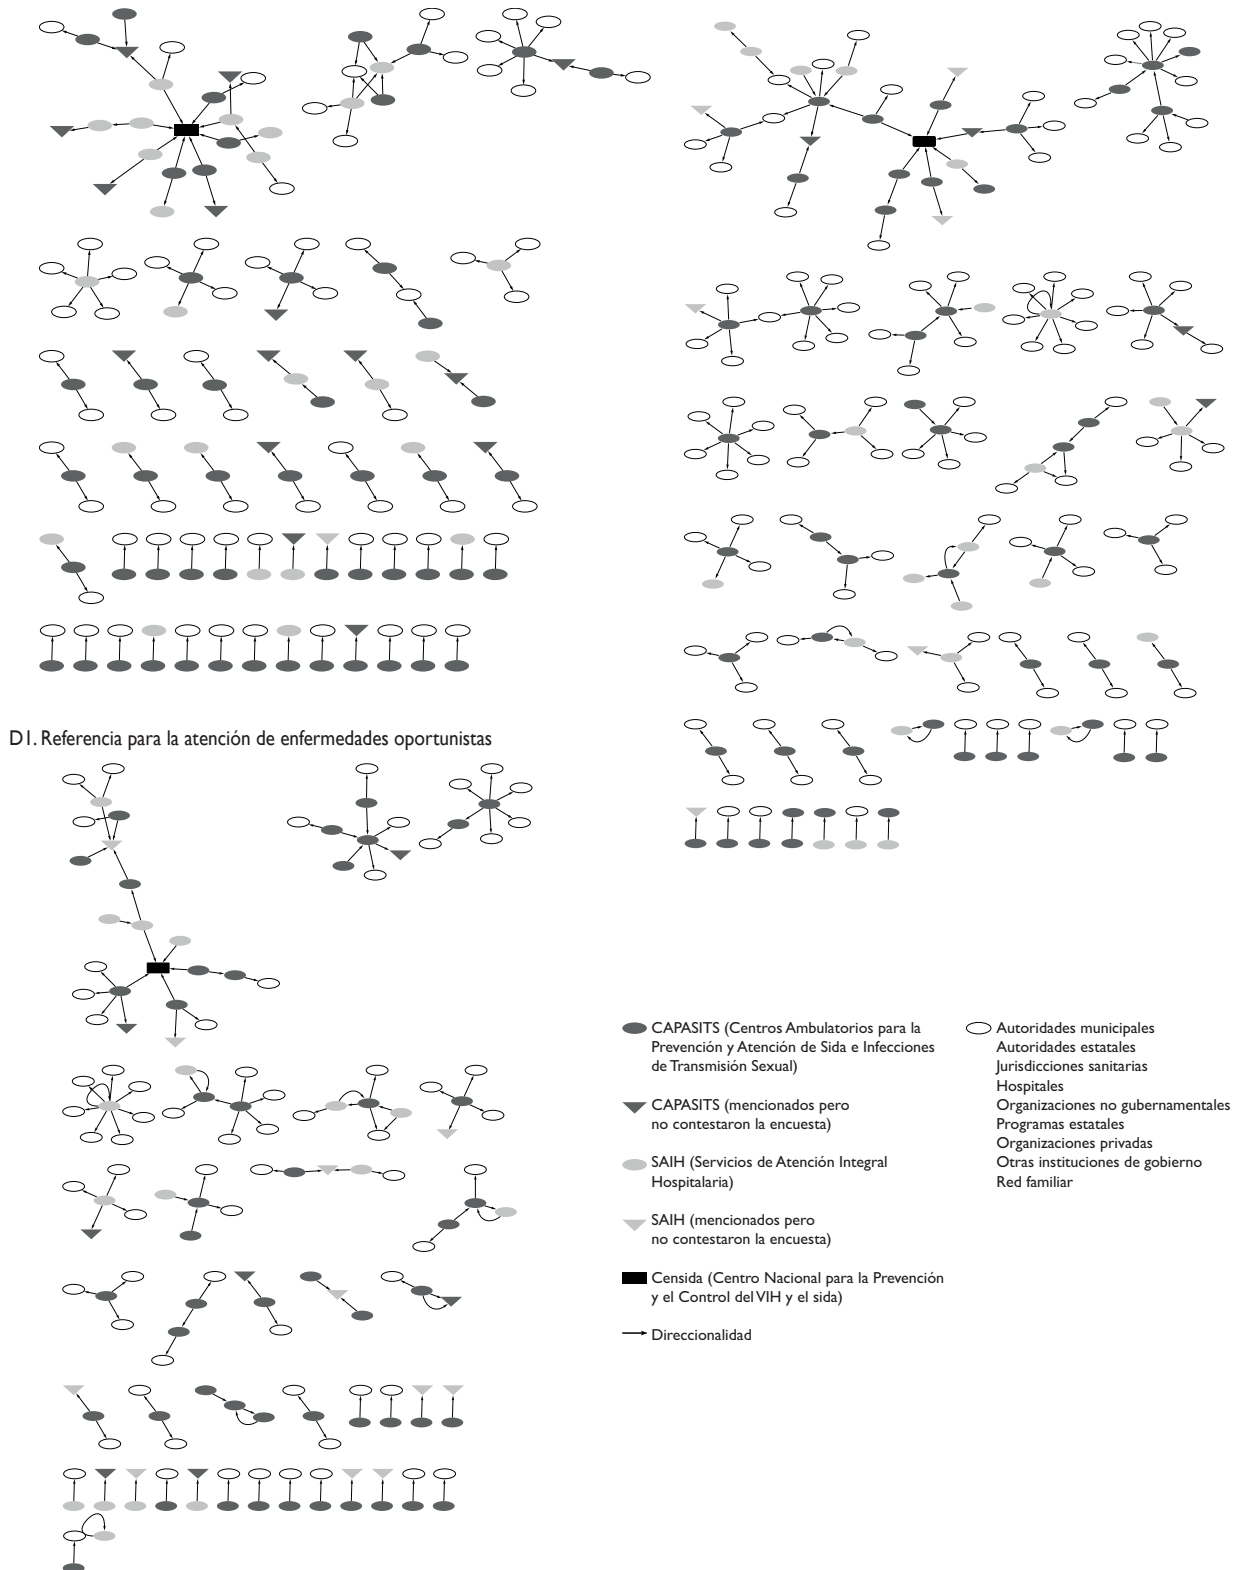 D1. Referencia para la atención de enfermedades oportunistas
CAPASITS (Centros Ambulatorios para la
Prevención y Atención de Sida e Infecciones
de Transmisión Sexual)
CAPASITS (mencionados pero
no contestaron la encuesta)
SAIH (Servicios de Atención Integral
Hospitalaria)
SAIH (mencionados pero
no contestaron la encuesta)
Censida (Centro Nacional para la Prevención
y el Control del VIH y el sida)
Direccionalidad
Autoridades municipales
Autoridades estatales
Jurisdicciones sanitarias
Hospitales
Organizaciones no gubernamentales
Programas estatales
Organizaciones privadas
Otras instituciones de gobierno
Red familiar